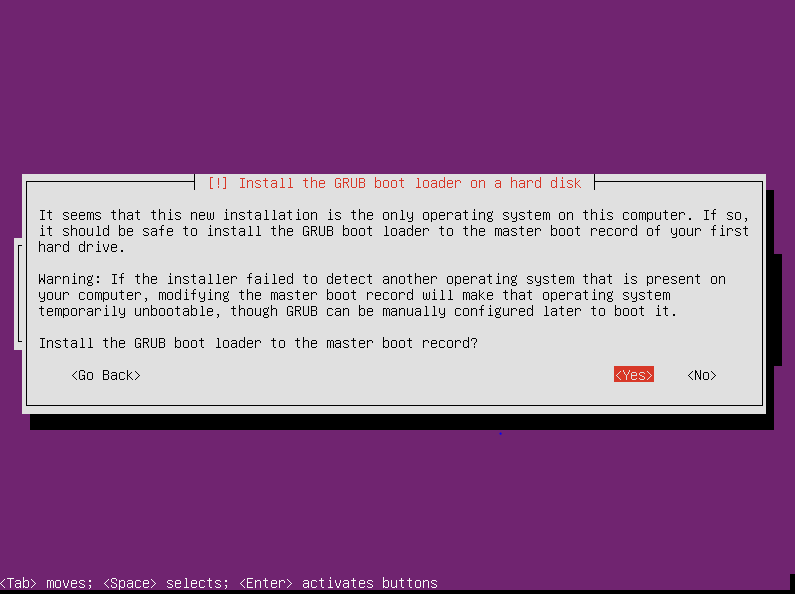 [!] Install the GRUB boot loader on a hard disk
It seems that this new installation is the only operating system on this computer. If so,
it should be safe to install the GRUB boot loader to the master boot record of your first
hard drive.
Warning: If the installer failed to detect another operating system that is present on
your computer, modifying the master boot record will make that operating system
temporarily unbootable, though GRUB can be manually configured later to boot it.
Install the GRUB boot loader to the master boot record?
<Go Back> <Yes> <No>
<Tab> moves; <Space> selects; <Enter> activates buttons